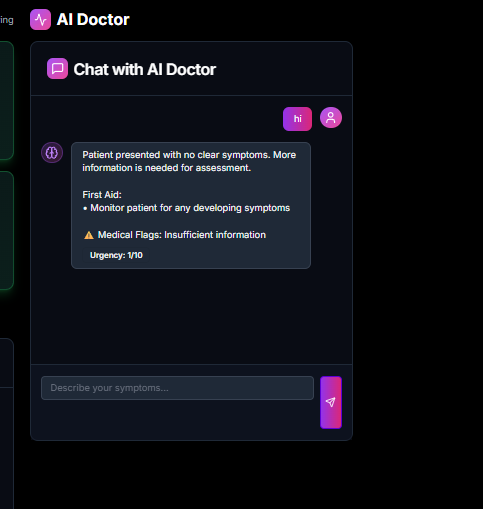 ing
AI Doctor
Chat with AI Doctor
hi
Patient presented with no clear symptoms. More
information is needed for assessment.
First Aid:
• Monitor patient for any developing symptoms
⚠ Medical Flags: Insufficient information
Urgency: 1/10
Describe your symptoms...